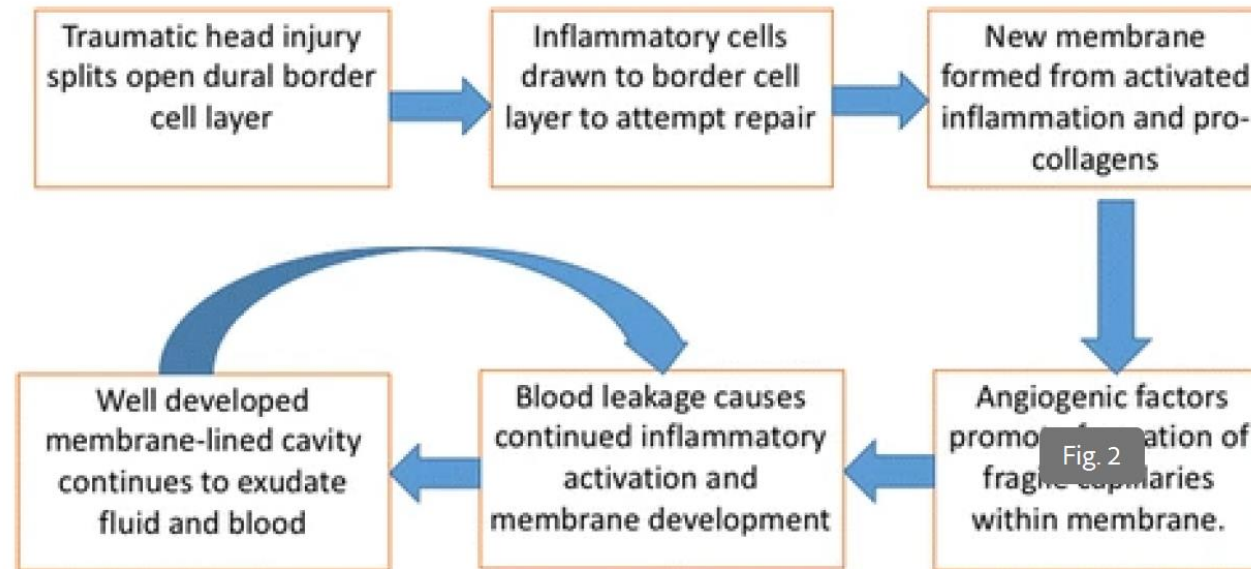 Traumatic head injury
splits open dural border
cell layer
Inflammatory cells
drawn to border cell
layer to attempt repair
New membrane
formed from activated
inflammation and pro-
collagens
Angiogenic factors
of
within membrane.
Fig. 2
Blood leakage causes
continued inflammatory
activation and
membrane development
Well developed
membrane-lined cavity
continues to exudate
fluid and blood